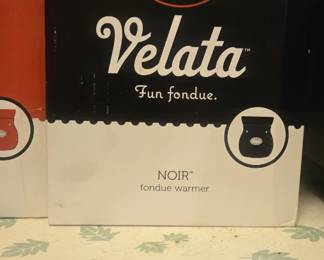 Velata™
Fun fondue.
NOIR™
fondue warmer